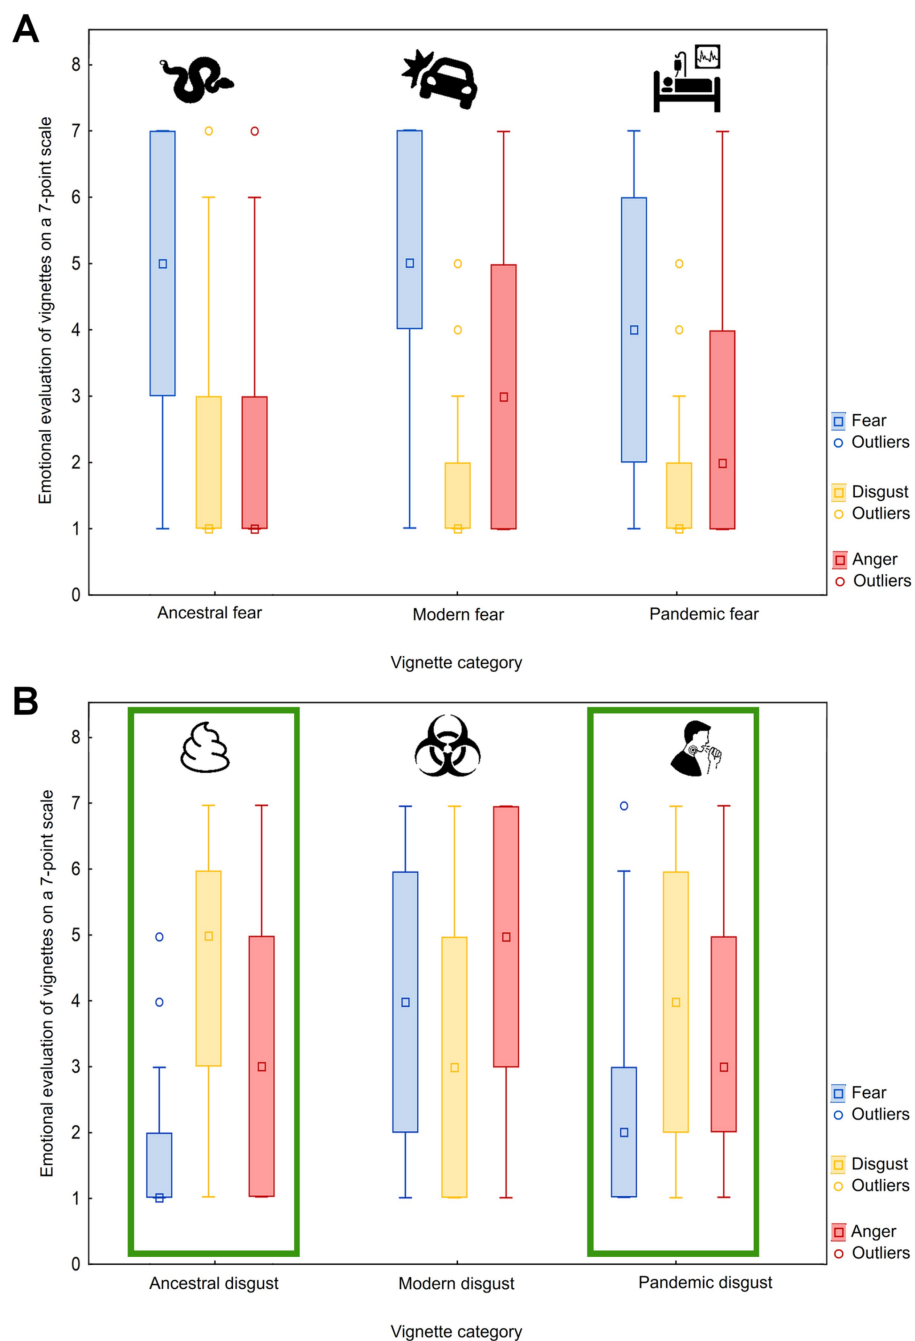 A
Emotional evaluation of vignettes on a 7-point scale
8
7
6
5
4
3
2
1
0
Ancestral fear
Modern fear
Pandemic fear
Vignette category
Fear
Outliers
Disgust
Outliers
Anger
Outliers
B
Emotional evaluation of vignettes on a 7-point scale
8
7
6
5
4
3
2
1
0
Ancestral disgust
Modern disgust
Pandemic disgust
Vignette category
Fear
Outliers
Disgust
Outliers
Anger
Outliers